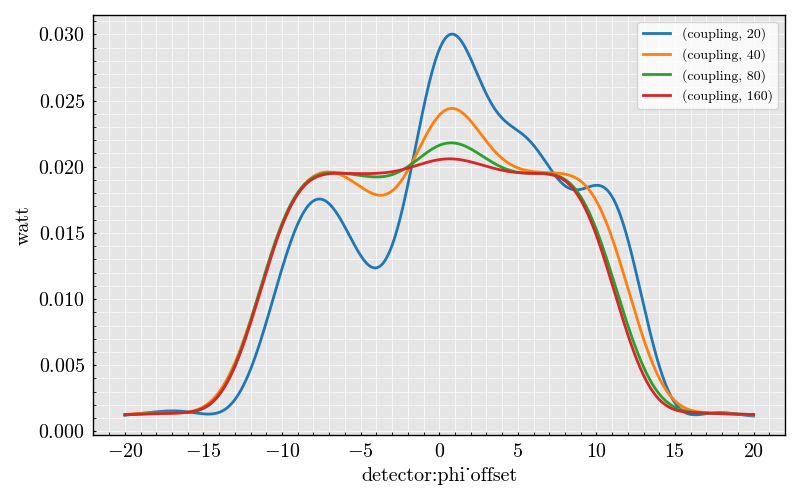 0.030
0.025
0.020
0.015
0.010
0.005
0.000
watt
(coupling, 20)
(coupling, 40)
(coupling, 80)
(coupling, 160)
−20 −15 −10 −5 0 5 10 15 20
detector:phi˙offset